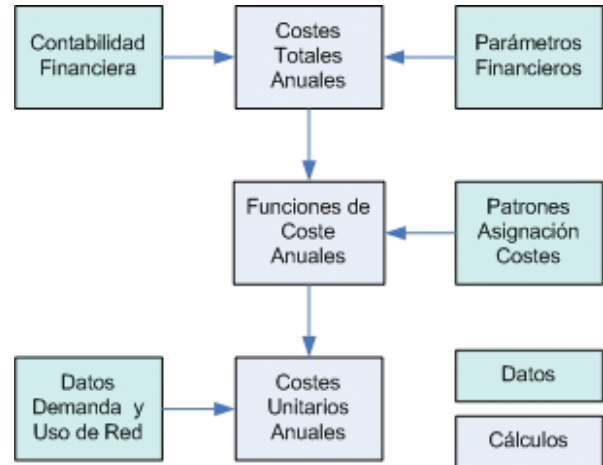 Contabilidad
Financiera
Costes
Totales
Anuales
Parámetros
Financieros
Funciones de
Coste
Anuales
Patrones
Asignación
Costes
Datos
Demanda y
Uso de Red
Costes
Unitarios
Anuales
Datos
Cálculos